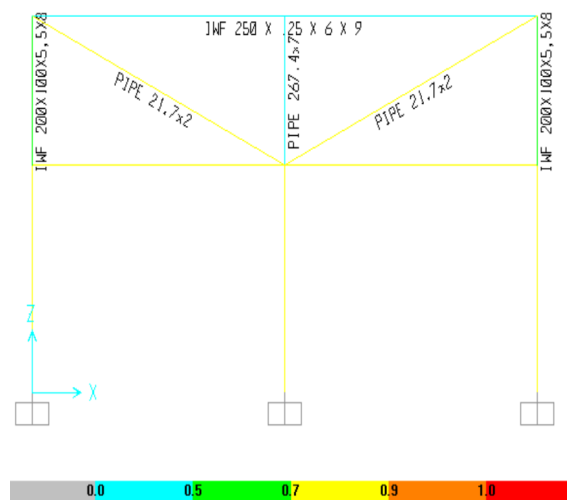 IWF 250 X X 6 X 9
IWF 200X100X5,5X8
PIPE 21,7x2
PIPE 267.4x7
PIPE 21,7x2
IWF 200X100X5,5X8
Z
X
0.0 0.5 0.7 0.9 1.0